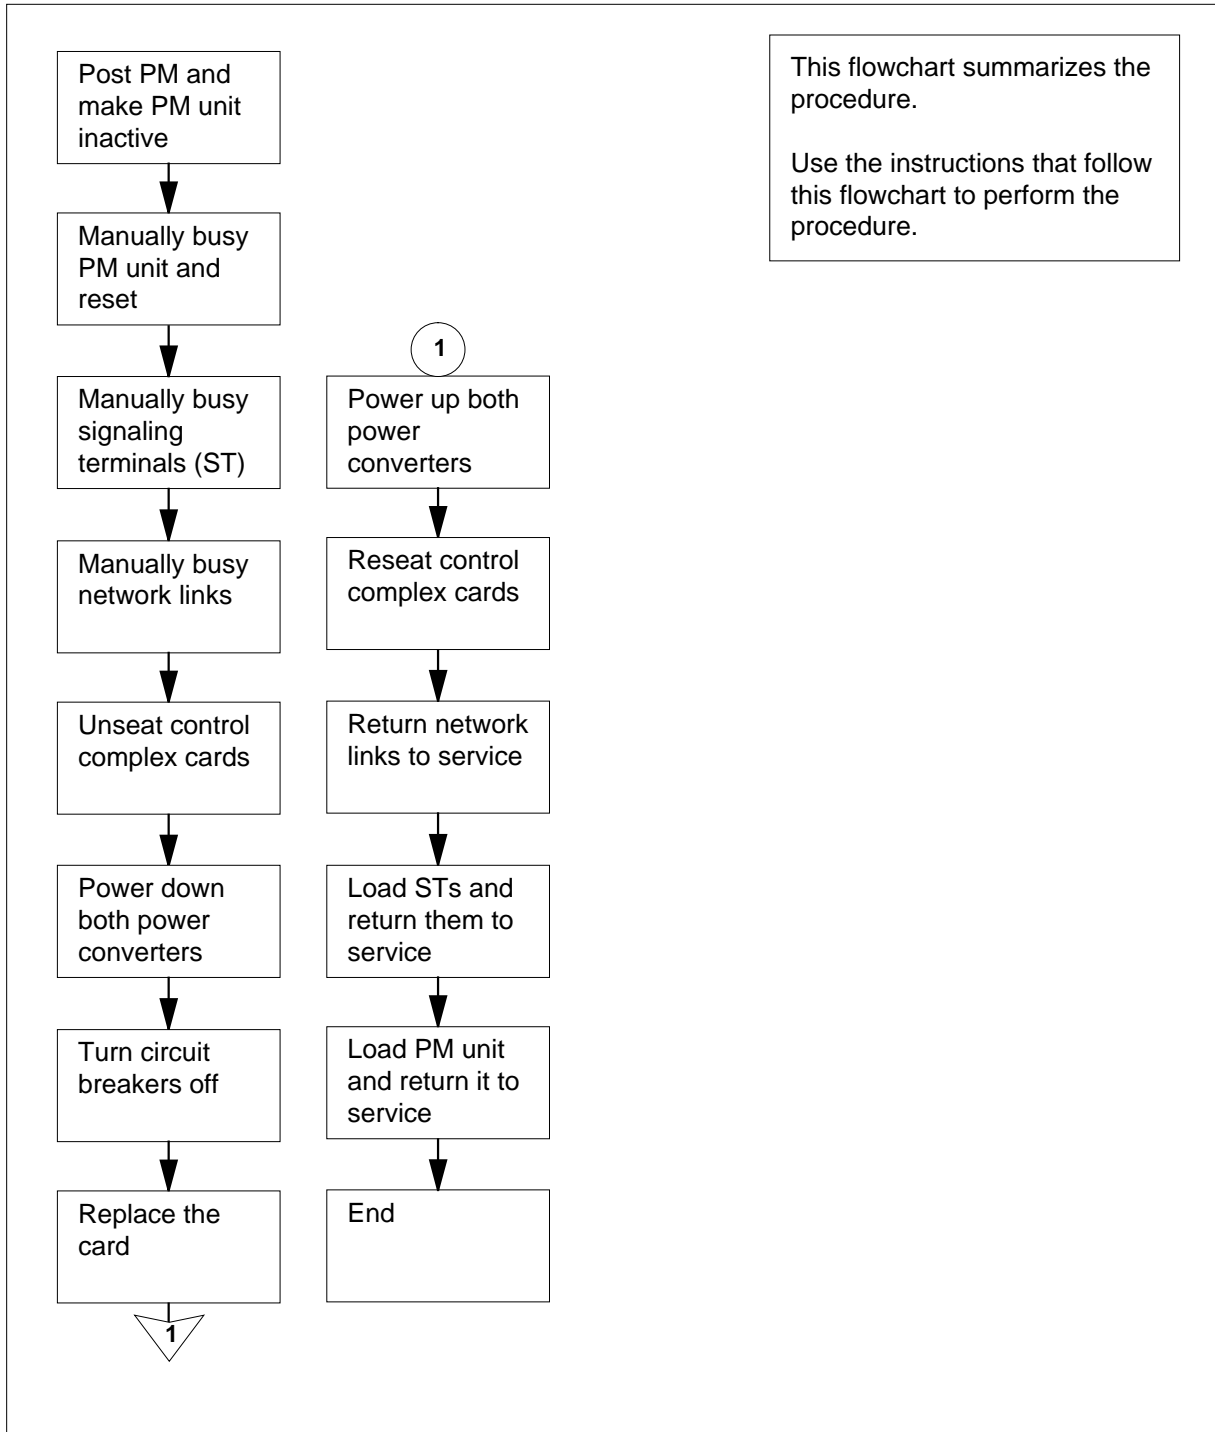 Post PM and
make PM unit
inactive
Manually busy
PM unit and
reset
Manually busy
signaling
terminals (ST)
Manually busy
network links
Unseat control
complex cards
Power down
both power
converters
Turn circuit
breakers off
Replace the
card
1
1
Power up both
power
converters
Reseat control
complex cards
Return network
links to service
Load STs and
return them to
service
Load PM unit
and return it to
service
End
This flowchart summarizes the
procedure.
Use the instructions that follow
this flowchart to perform the
procedure.